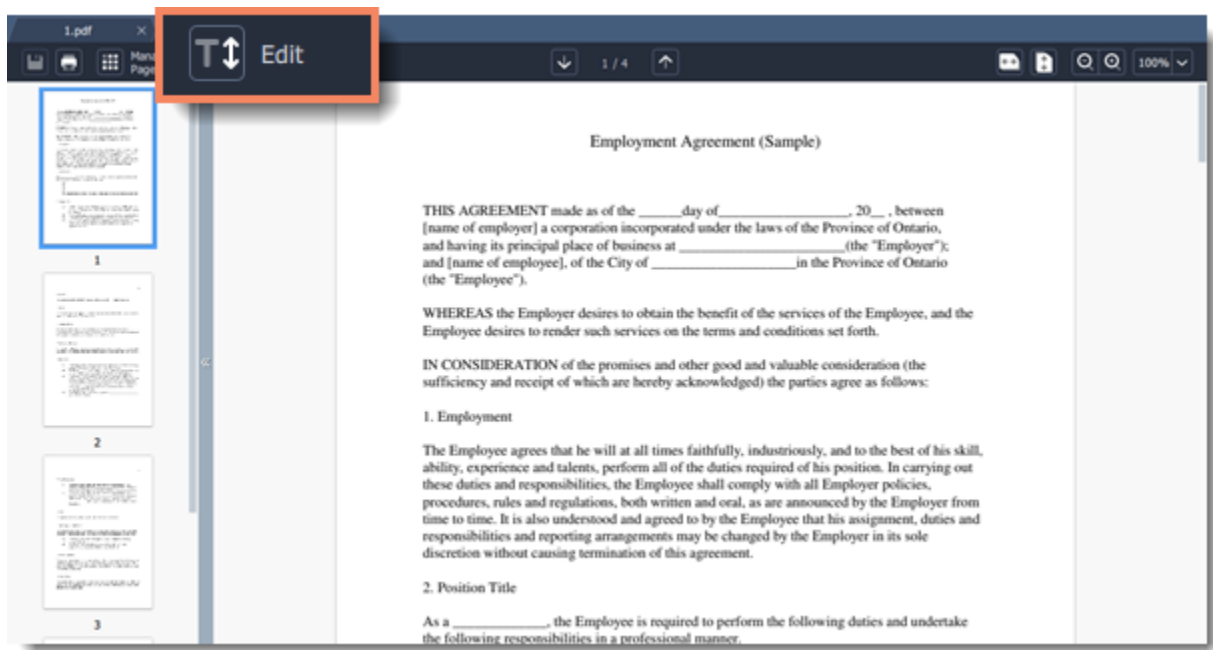 1.pdf
Edit
Mana
Page
1 / 4
100%
1
2
3
Employment Agreement (Sample)
THIS AGREEMENT made as of the ______day of__________________, 20__ , between
[name of employer] a corporation incorporated under the laws of the Province of Ontario,
and having its principal place of business at _______________________(the "Employer");
and [name of employee], of the City of ____________________in the Province of Ontario
(the "Employee").
WHEREAS the Employer desires to obtain the benefit of the services of the Employee, and the
Employee desires to render such services on the terms and conditions set forth.
IN CONSIDERATION of the promises and other good and valuable consideration (the
sufficiency and receipt of which are hereby acknowledged) the parties agree as follows:
1. Employment
The Employee agrees that he will at all times faithfully, industriously, and to the best of his skill,
ability, experience and talents, perform all of the duties required of his position. In carrying out
these duties and responsibilities, the Employee shall comply with all Employer policies,
procedures, rules and regulations, both written and oral, as are announced by the Employer from
time to time. It is also understood and agreed to by the Employee that his assignment, duties and
responsibilities and reporting arrangements may be changed by the Employer in its sole
discretion without causing termination of this agreement.
2. Position Title
As a _____________, the Employee is required to perform the following duties and undertake
the following responsibilities in a professional manner.